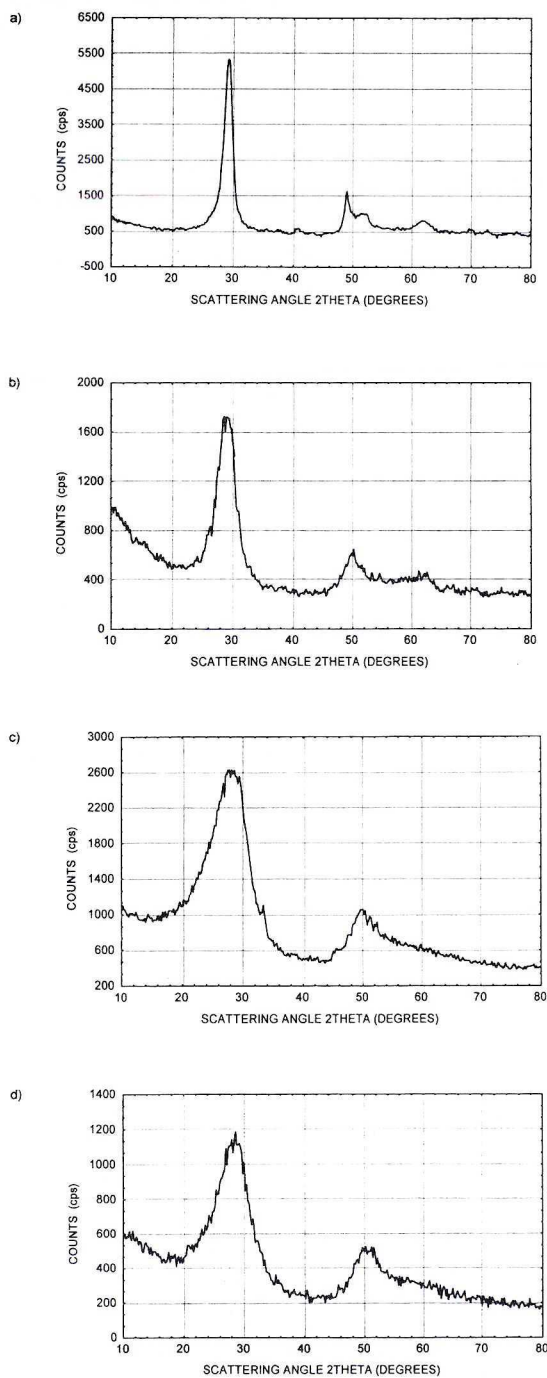 a)
6500
5500
4500
3500
2500
1500
500
-500
COUNTS (cps)
10 20 30 40 50 60 70 80
SCATTERING ANGLE 2THETA (DEGREES)
b)
2000
1600
1200
800
400
0
COUNTS (cps)
10 20 30 40 50 60 70 80
SCATTERING ANGLE 2THETA (DEGREES)
c)
3000
2600
2200
1800
1400
1000
600
200
COUNTS (cps)
10 20 30 40 50 60 70 80
SCATTERING ANGLE 2THETA (DEGREES)
d)
1400
1200
1000
800
600
400
200
0
COUNTS (cps)
10 20 30 40 50 60 70 80
SCATTERING ANGLE 2THETA (DEGREES)